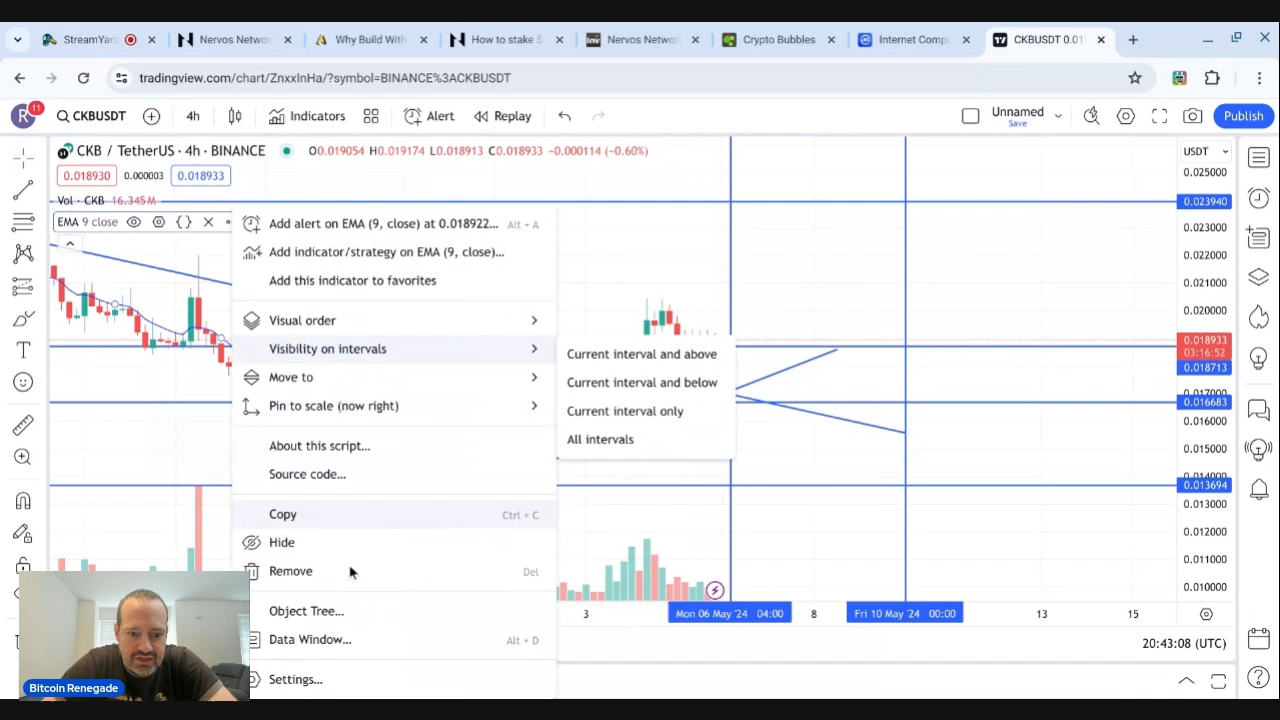 StreamYard
Nervos Networ
Why Build With
How to stake S
Nervos Networ
Crypto Bubbles
Internet Compu
CKBUSDT 0.01
tradingview.com/chart/ZnxxInHa/?symbol=BINANCE%3ACKBUSDT
R 11 CKBUSDT 4h Indicators Alert Replay Unnamed Save Publish
CKB / TetherUS · 4h · BINANCE O0.019054 H0.019174 L0.018913 C0.018933 −0.000114 (−0.60%) USDT
0.018930 0.000003 0.018933
Vol · CKB 16.345M
EMA 9 close
Add alert on EMA (9, close) at 0.018922... Alt + A
Add indicator/strategy on EMA (9, close)...
Add this indicator to favorites
Visual order
Visibility on intervals
Move to
Pin to scale (now right)
About this script...
Source code...
Copy Ctrl + C
Hide
Remove Del
Object Tree...
Data Window... Alt + D
Settings...
Current interval and above
Current interval and below
Current interval only
All intervals
0.025000
0.023940
0.023000
0.022000
0.021000
0.020000
0.018933
03:16:52
0.018713
0.017000
0.016683
0.016000
0.015000
0.014000
0.013694
0.013000
0.012000
0.011000
0.010000
3 Mon 06 May '24 04:00 8 Fri 10 May '24 00:00 13 15
20:43:08 (UTC)
Bitcoin Renegade